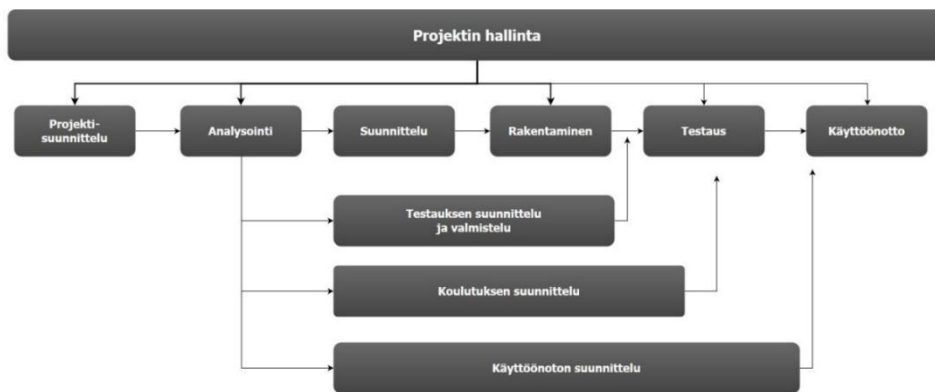 Projektin hallinta
Projekti-
suunnittelu
Analysointi
Suunnittelu
Rakentaminen
Testaus
Käyttöönotto
Testauksen suunnittelu
ja valmistelu
Koulutuksen suunnittelu
Käyttöönoton suunnittelu